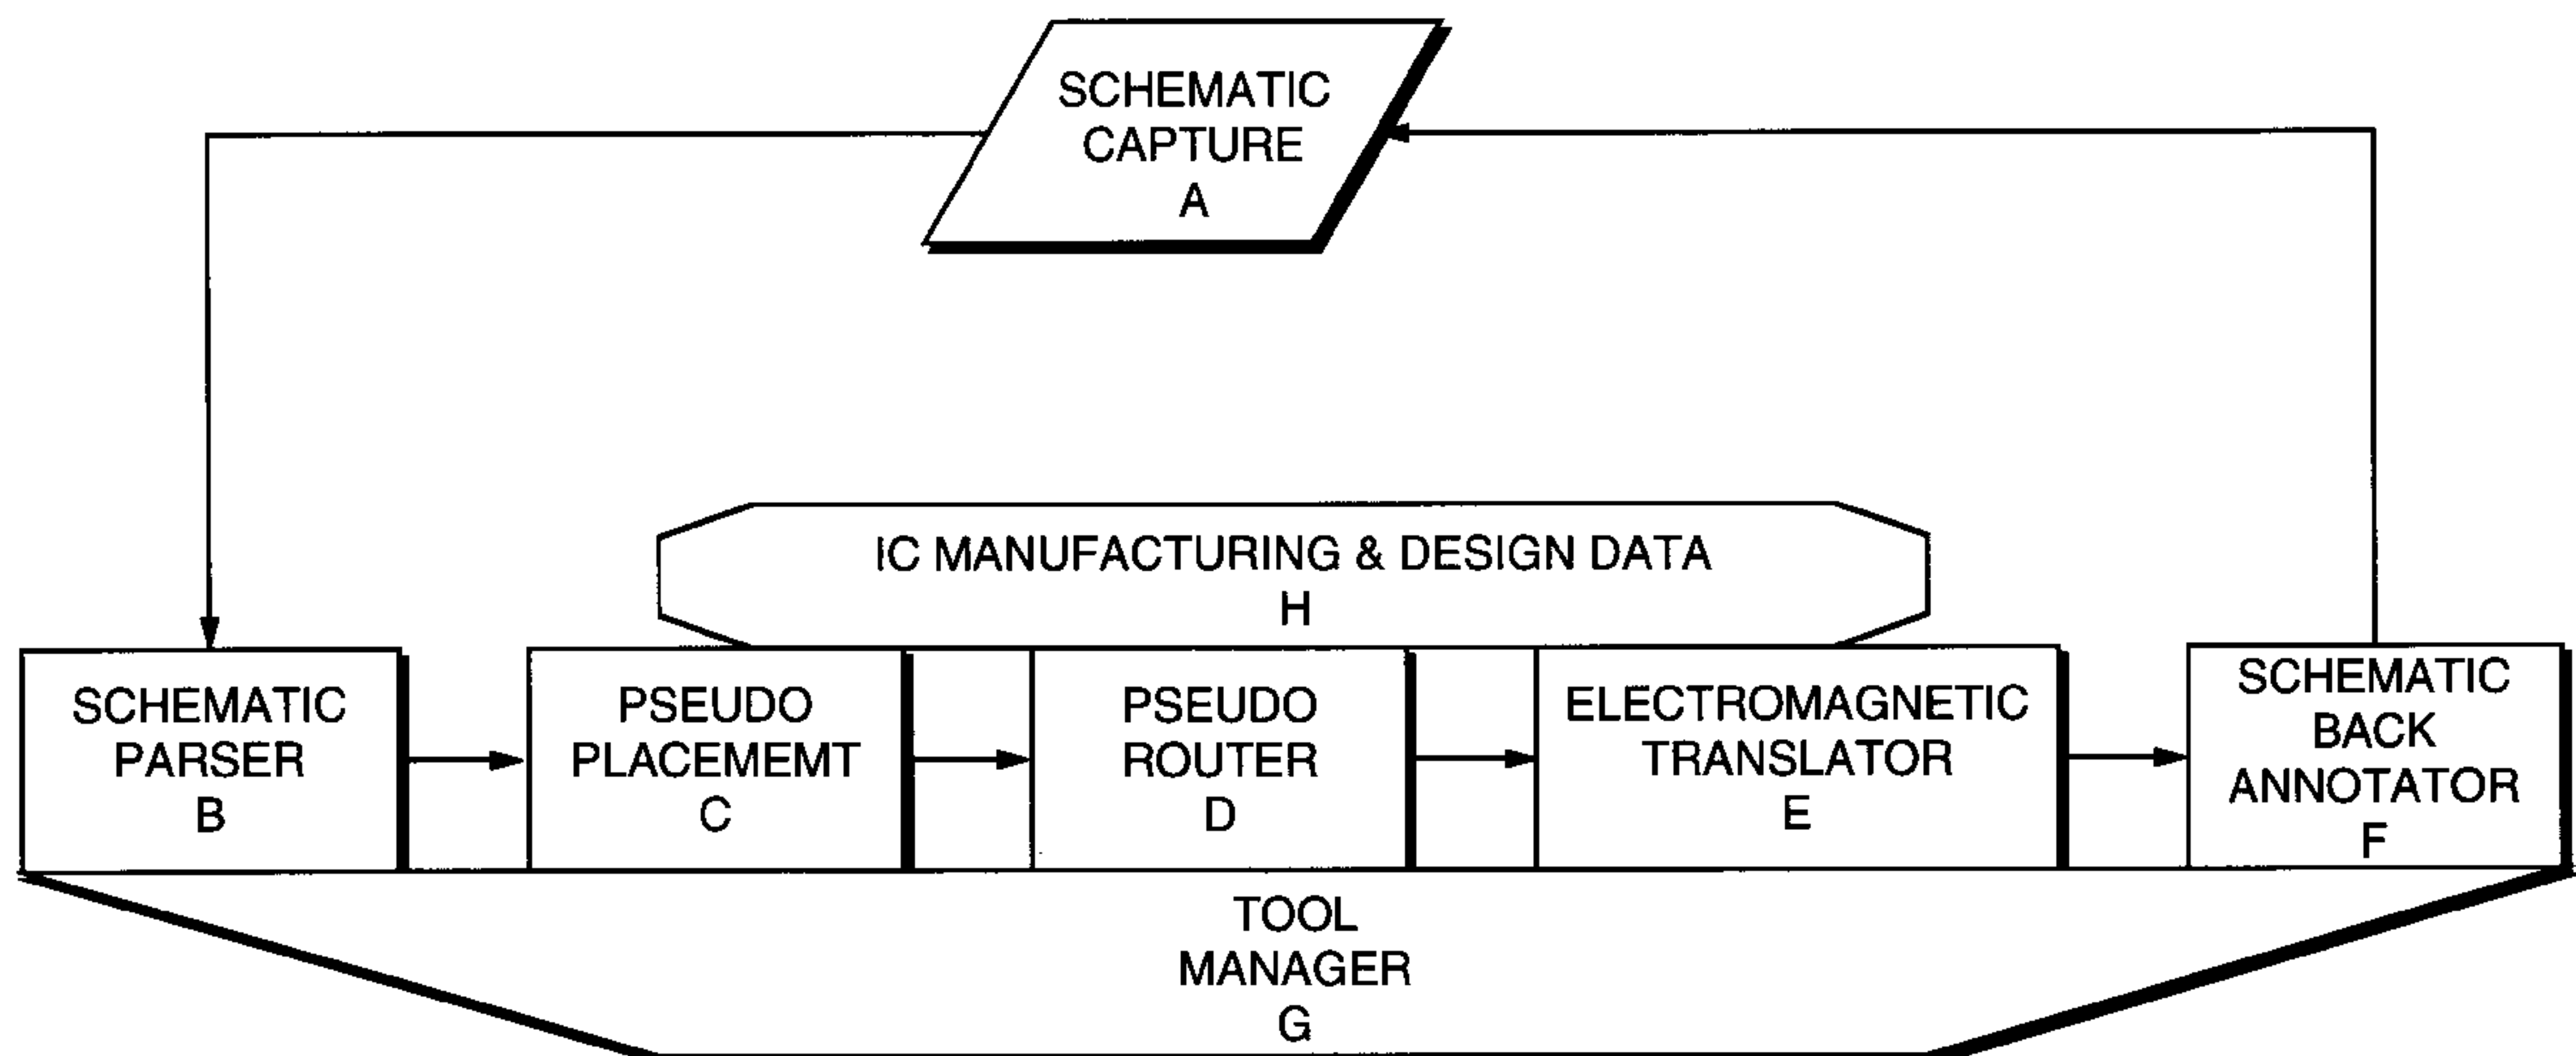 SCHEMATIC
CAPTURE
A
IC MANUFACTURING & DESIGN DATA
H
SCHEMATIC
PARSER
B
PSEUDO
PLACEMEMT
C
PSEUDO
ROUTER
D
ELECTROMAGNETIC
TRANSLATOR
E
SCHEMATIC
BACK
ANNOTATOR
F
TOOL
MANAGER
G